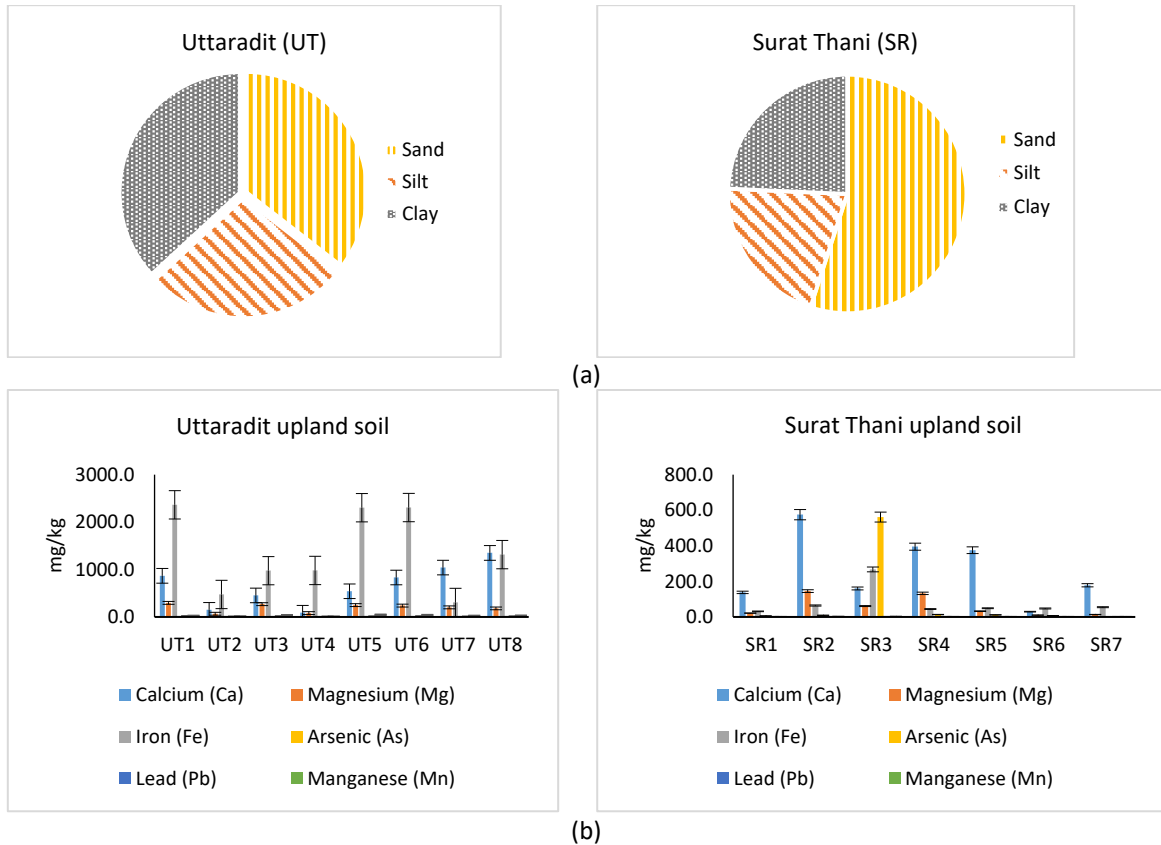 Uttaradit (UT)
Sand
Silt
Clay
Surat Thani (SR)
Sand
Silt
Clay
(a)
Uttaradit upland soil
mg/kg
3000.0
2000.0
1000.0
0.0
UT1 UT2 UT3 UT4 UT5 UT6 UT7 UT8
Calcium (Ca) Magnesium (Mg)
Iron (Fe) Arsenic (As)
Lead (Pb) Manganese (Mn)
Surat Thani upland soil
mg/kg
800.0
600.0
400.0
200.0
0.0
SR1 SR2 SR3 SR4 SR5 SR6 SR7
Calcium (Ca) Magnesium (Mg)
Iron (Fe) Arsenic (As)
Lead (Pb) Manganese (Mn)
(b)